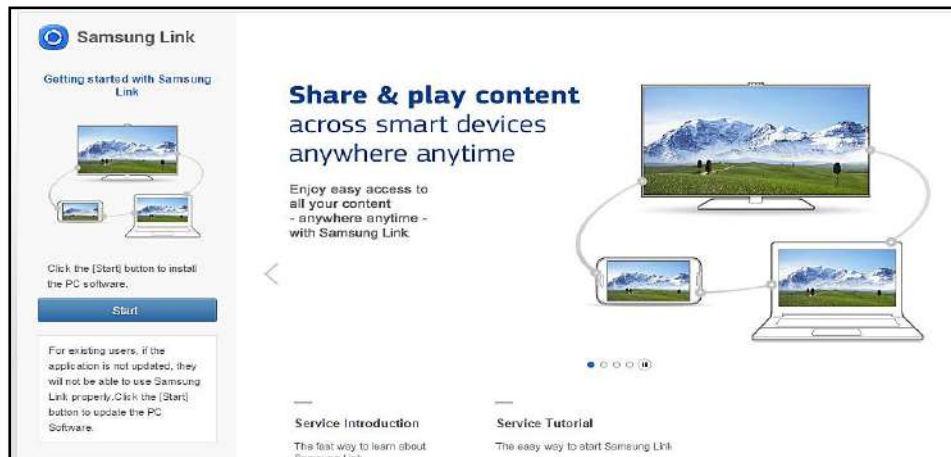 Samsung Link
Getting started with Samsung
Link
Click the [Start] button to install
the PC software.
Start
For existing users, if the
application is not updated, they
will not be able to use Samsung
Link properly.Click the [Start]
button to update the PC
Software.
Share & play content
across smart devices
anywhere anytime
Enjoy easy access to
all your content
- anywhere anytime -
with Samsung Link
Service Introduction
The fast way to learn about
Samsung Link
Service Tutorial
The easy way to start Samsung Link